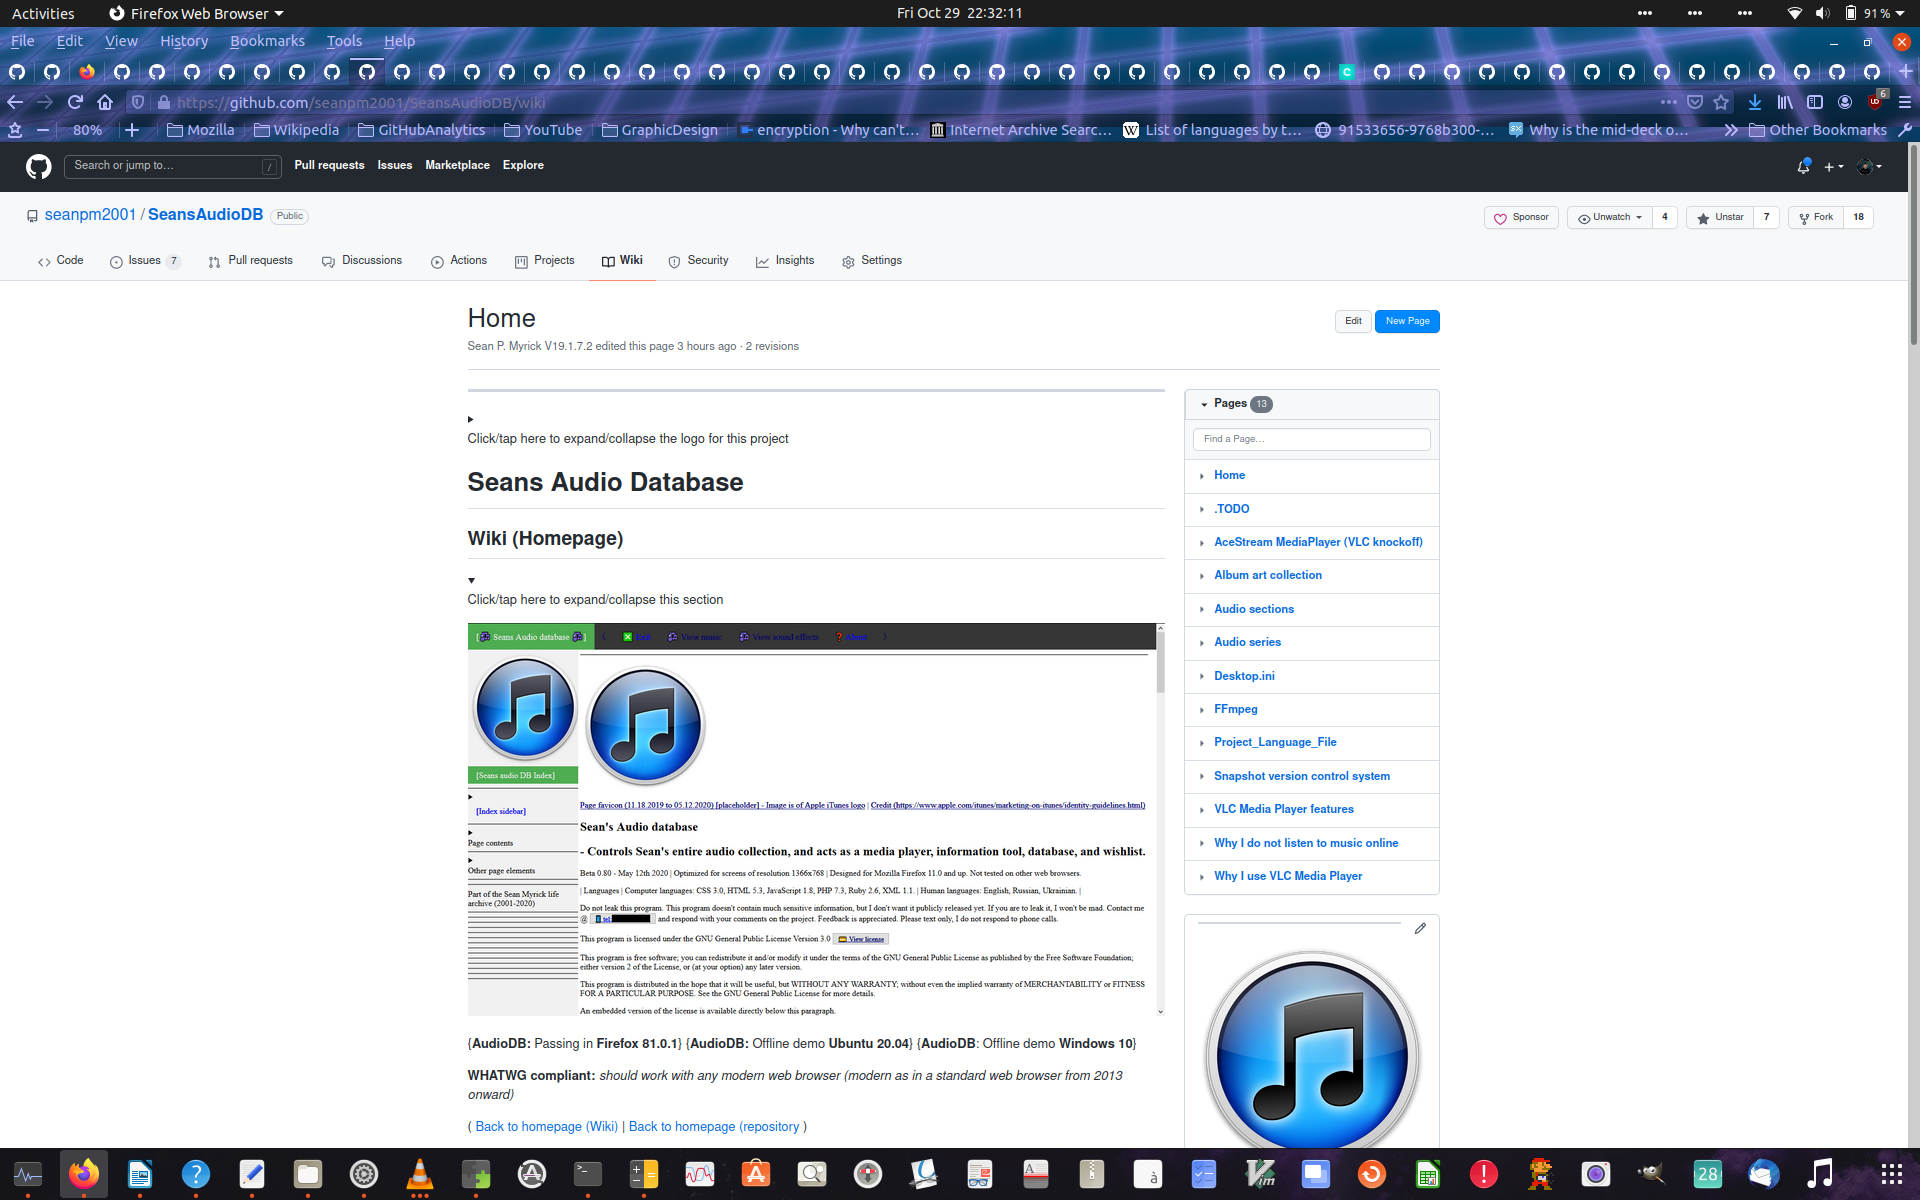 Activities
Firefox Web Browser
Fri Oct 29 22:32:11
91 %
File Edit View History Bookmarks Tools Help
https://github.com/seanpm2001/SeansAudioDB/wiki
6
80%
Mozilla
Wikipedia
GitHubAnalytics
YouTube
GraphicDesign
encryption - Why can't…
Internet Archive Searc…
List of languages by t…
91533656-9768b300-…
Why is the mid-deck o…
Other Bookmarks
Search or jump to… /
Pull requests Issues Marketplace Explore
seanpm2001 / SeansAudioDB Public
Sponsor
Unwatch 4
Unstar 7
Fork 18
Code
Issues 7
Pull requests
Discussions
Actions
Projects
Wiki
Security
Insights
Settings
Home
Edit New Page
Sean P. Myrick V19.1.7.2 edited this page 3 hours ago · 2 revisions
Click/tap here to expand/collapse the logo for this project
Seans Audio Database
Wiki (Homepage)
Click/tap here to expand/collapse this section
[ Seans Audio database ] ( Exit View music View sound effects About )
[Seans audio DB Index]
[Index sidebar]
Page contents
Other page elements
Part of the Sean Myrick life
archive (2001-2020)
Page favicon (11.18.2019 to 05.12.2020) [placeholder] - Image is of Apple iTunes logo | Credit (https://www.apple.com/itunes/marketing-on-itunes/identity-guidelines.html)
Sean's Audio database
- Controls Sean's entire audio collection, and acts as a media player, information tool, database, and wishlist.
Beta 0.80 - May 12th 2020 | Optimized for screens of resolution 1366x768 | Designed for Mozilla Firefox 11.0 and up. Not tested on other web browsers.
| Languages | Computer languages: CSS 3.0, HTML 5.3, JavaScript 1.8, PHP 7.3, Ruby 2.6, XML 1.1. | Human languages: English, Russian, Ukrainian. |
Do not leak this program. This program doesn't contain much sensitive information, but I don't want it publicly released yet. If you are to leak it, I won't be mad. Contact me
@ tel: and respond with your comments on the project. Feedback is appreciated. Please text only, I do not respond to phone calls.
This program is licensed under the GNU General Public License Version 3.0 View license
This program is free software; you can redistribute it and/or modify it under the terms of the GNU General Public License as published by the Free Software Foundation;
either version 2 of the License, or (at your option) any later version.
This program is distributed in the hope that it will be useful, but WITHOUT ANY WARRANTY; without even the implied warranty of MERCHANTABILITY or FITNESS
FOR A PARTICULAR PURPOSE. See the GNU General Public License for more details.
An embedded version of the license is available directly below this paragraph.
{AudioDB: Passing in Firefox 81.0.1} {AudioDB: Offline demo Ubuntu 20.04} {AudioDB: Offline demo Windows 10}
WHATWG compliant: should work with any modern web browser (modern as in a standard web browser from 2013
onward)
( Back to homepage (Wiki) | Back to homepage (repository )
Pages 13
Find a Page…
Home
.TODO
AceStream MediaPlayer (VLC knockoff)
Album art collection
Audio sections
Audio series
Desktop.ini
FFmpeg
Project_Language_File
Snapshot version control system
VLC Media Player features
Why I do not listen to music online
Why I use VLC Media Player
28